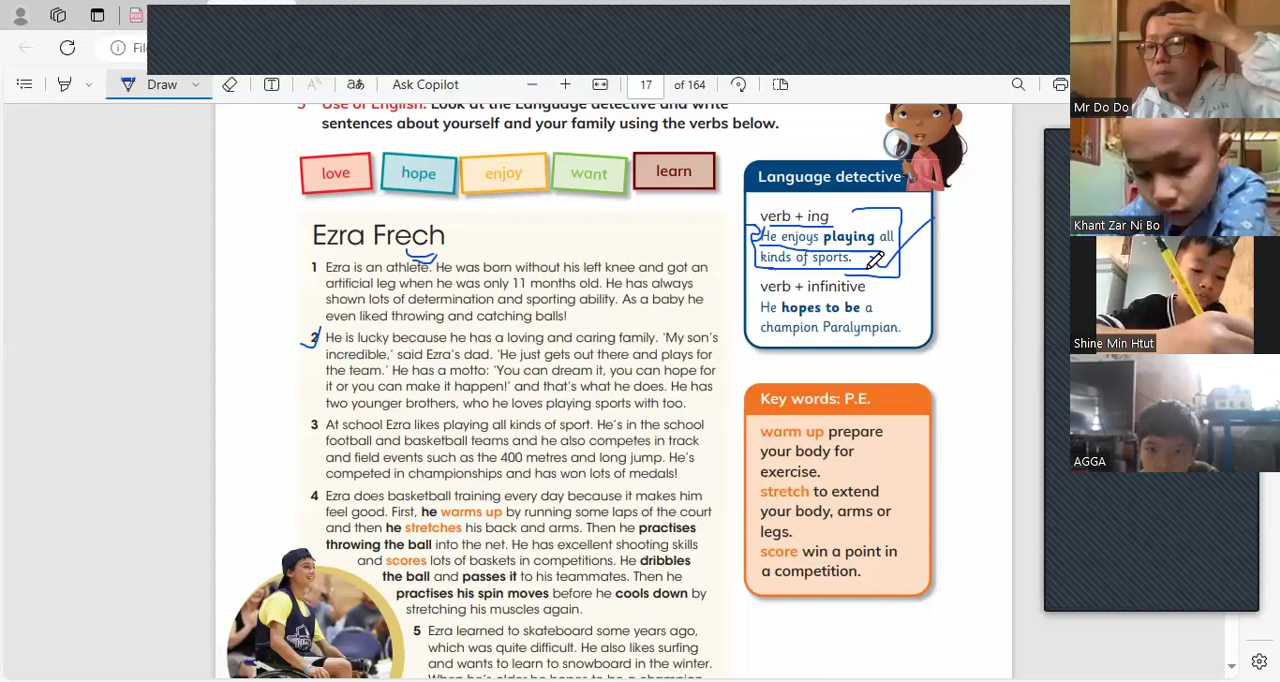 Fil
Draw
Ask Copilot
17
of 164
Use of English: Look at the Language detective and write
sentences about yourself and your family using the verbs below.
love
hope
enjoy
want
learn
Ezra Frech
1 Ezra is an athlete. He was born without his left knee and got an
artificial leg when he was only 11 months old. He has always
shown lots of determination and sporting ability. As a baby he
even liked throwing and catching balls!
2 He is lucky because he has a loving and caring family. 'My son's
incredible,' said Ezra's dad. 'He just gets out there and plays for
the team.' He has a motto: 'You can dream it, you can hope for
it or you can make it happen!' and that's what he does. He has
two younger brothers, who he loves playing sports with too.
3 At school Ezra likes playing all kinds of sport. He's in the school
football and basketball teams and he also competes in track
and field events such as the 400 metres and long jump. He's
competed in championships and has won lots of medals!
4 Ezra does basketball training every day because it makes him
feel good. First, he warms up by running some laps of the court
and then he stretches his back and arms. Then he practises
throwing the ball into the net. He has excellent shooting skills
and scores lots of baskets in competitions. He dribbles
the ball and passes it to his teammates. Then he
practises his spin moves before he cools down by
stretching his muscles again.
5 Ezra learned to skateboard some years ago,
which was quite difficult. He also likes surfing
and wants to learn to snowboard in the winter.
When he's older he hopes to be a champion
Language detective
verb + ing
He enjoys playing all
kinds of sports.
verb + infinitive
He hopes to be a
champion Paralympian.
Key words: P.E.
warm up prepare
your body for
exercise.
stretch to extend
your body, arms or
legs.
score win a point in
a competition.
Mr Do Do
Khant Zar Ni Bo
Shine Min Htut
AGGA